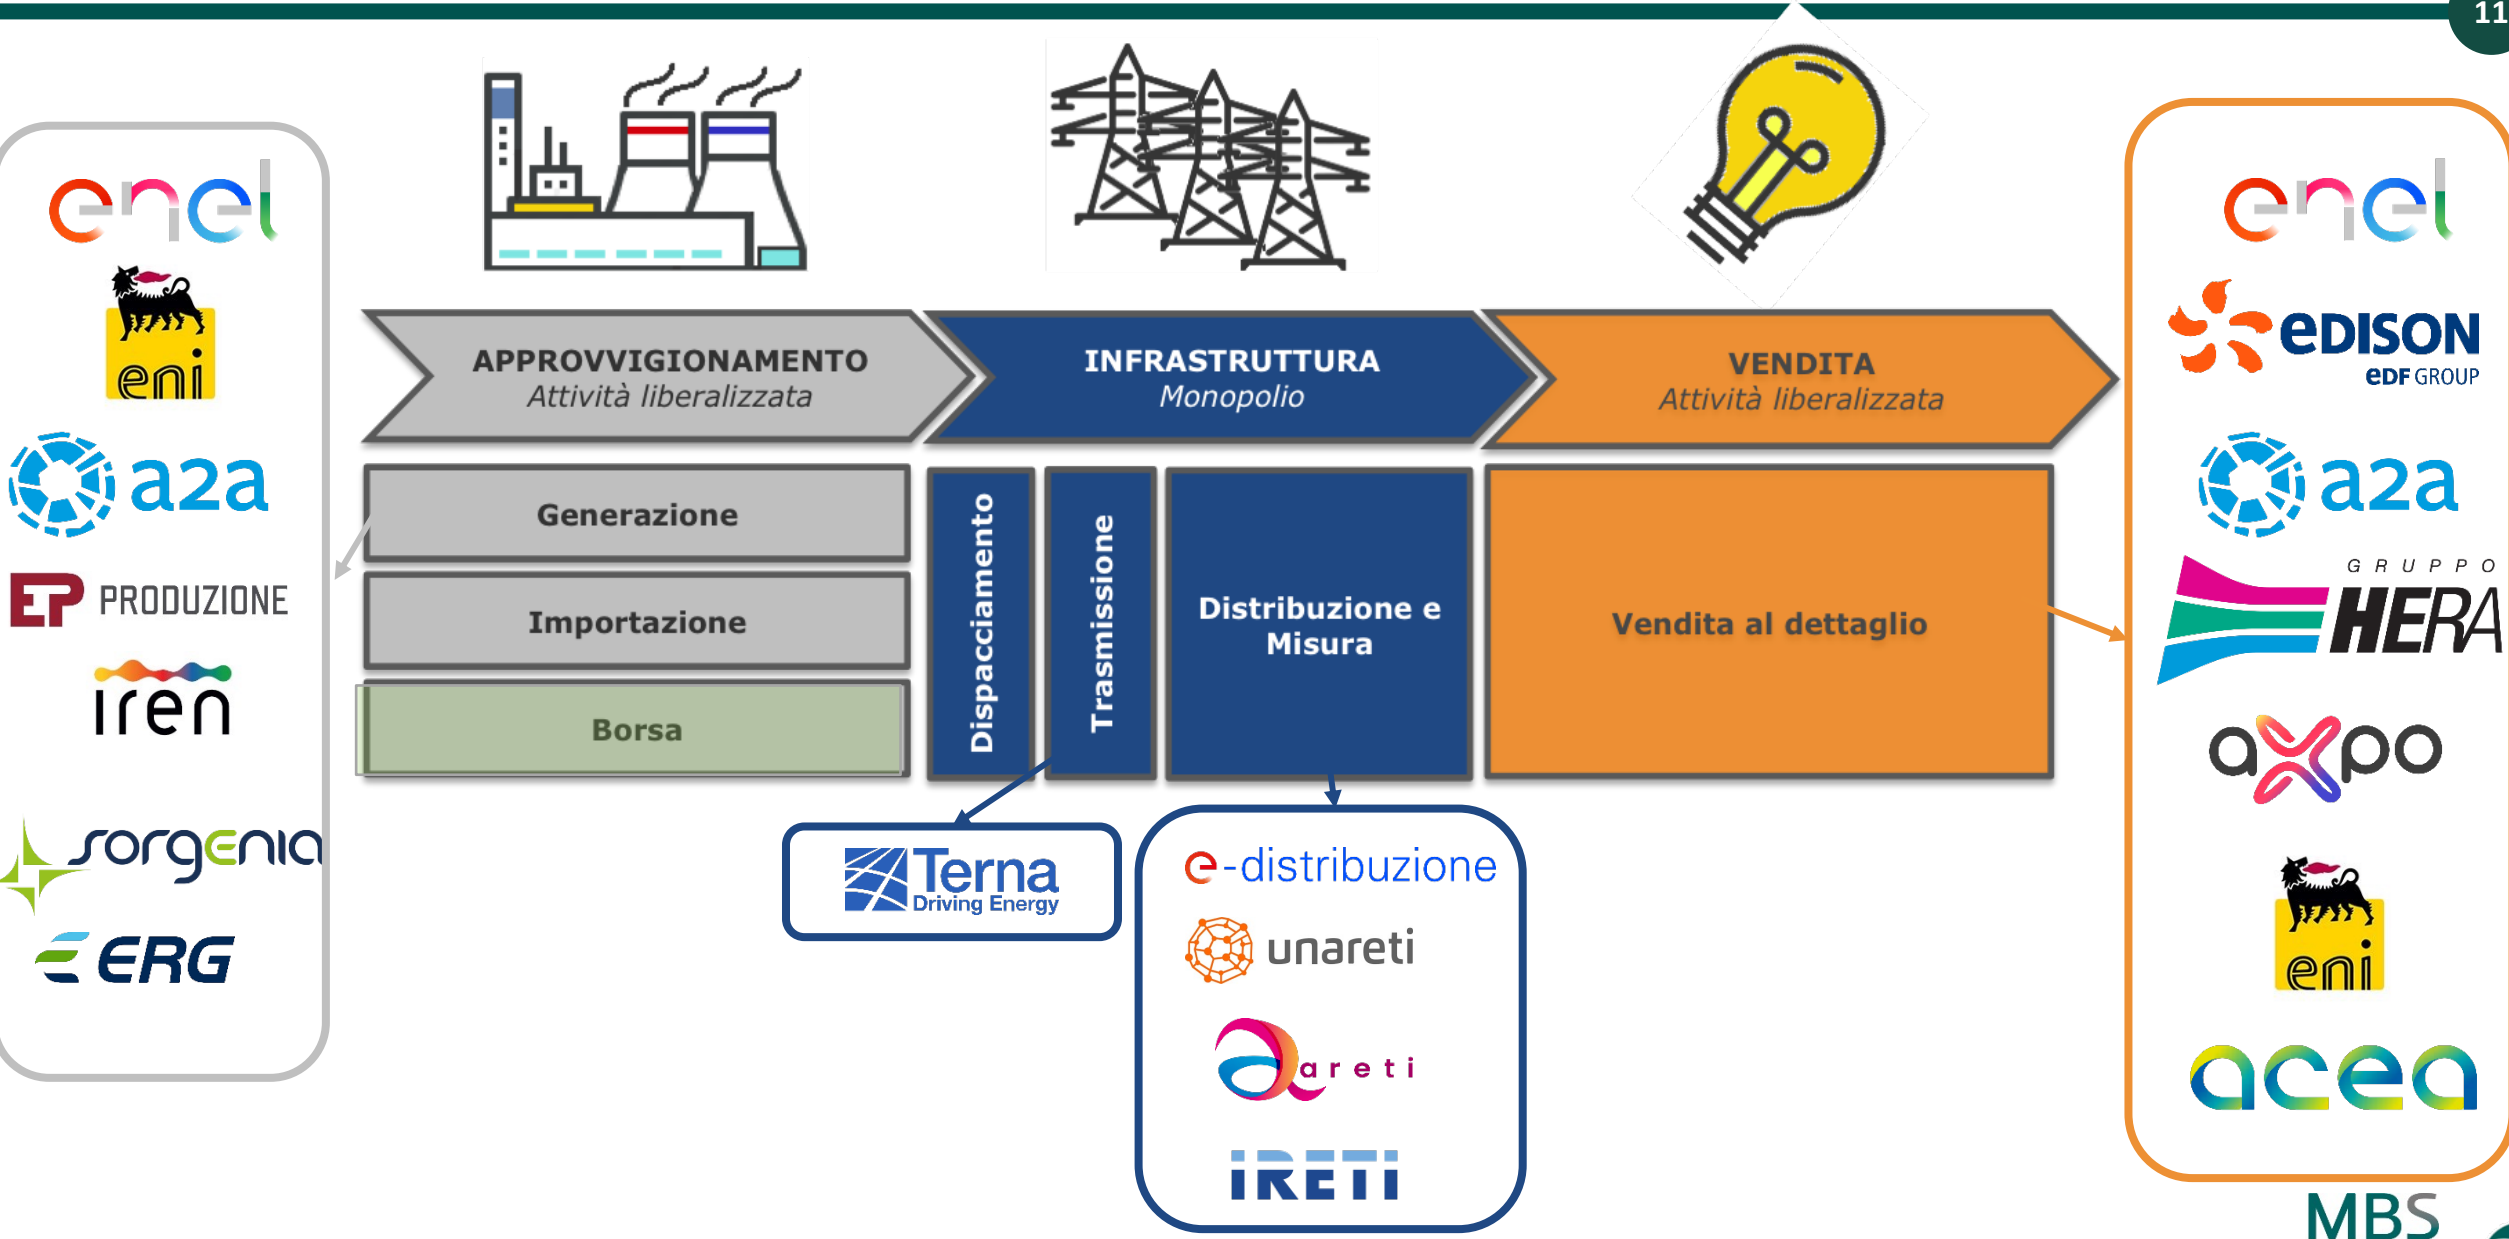 11
enel
eni
a2a
EP PRODUZIONE
iren
sorgenia
ERG
APPROVVIGIONAMENTO
Attività liberalizzata
INFRASTRUTTURA
Monopolio
VENDITA
Attività liberalizzata
Generazione
Importazione
Borsa
Dispacciamento
Trasmissione
Distribuzione e
Misura
Vendita al dettaglio
Terna
Driving Energy
e-distribuzione
unareti
areti
iRETi
enel
eDISON
eDF GROUP
a2a
GRUPPO
HERA
axpo
eni
acea
MBS